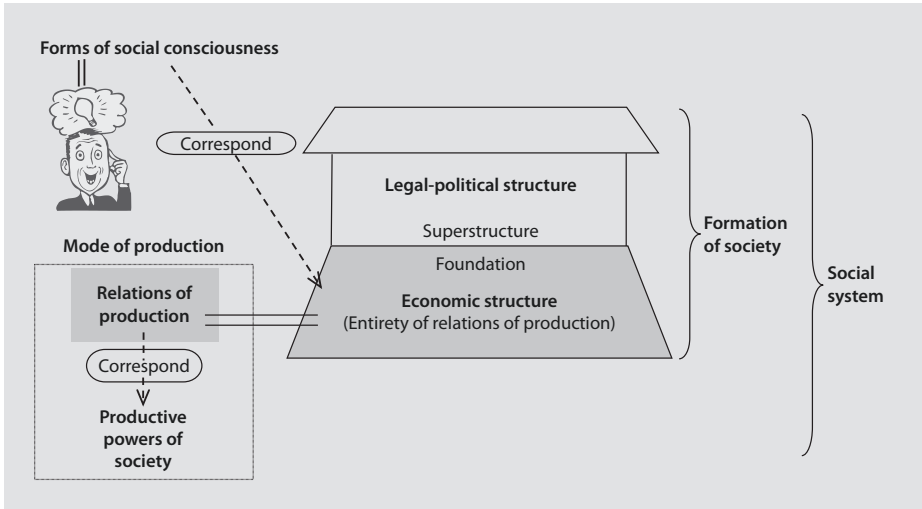 Forms of social consciousness
Correspond
Legal-political structure
Superstructure
Foundation
Economic structure
(Entirety of relations of production)
Mode of production
Relations of
production
Correspond
Productive
powers of
society
Formation
of society
Social
system